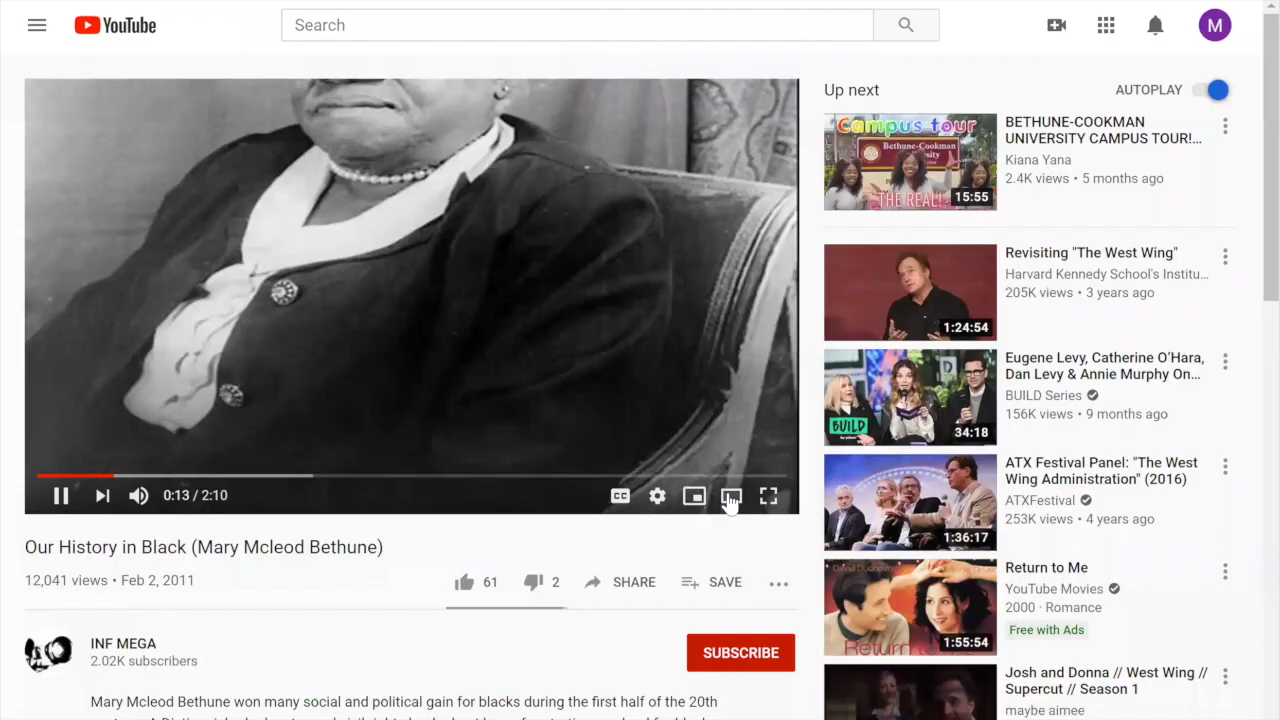 YouTube
Search
M
Up next
AUTOPLAY
Campus tour
Bethune-Cookman
THE REAL!
15:55
BETHUNE-COOKMAN
UNIVERSITY CAMPUS TOUR!...
Kiana Yana
2.4K views • 5 months ago
1:24:54
Revisiting "The West Wing"
Harvard Kennedy School's Institu...
205K views • 3 years ago
BUILD
D
34:18
Eugene Levy, Catherine O'Hara,
Dan Levy & Annie Murphy On...
BUILD Series
156K views • 9 months ago
1:36:17
ATX Festival Panel: "The West
Wing Administration" (2016)
ATXFestival
253K views • 4 years ago
David Duchovny
Return to
1:55:54
Return to Me
YouTube Movies
2000 · Romance
Free with Ads
Josh and Donna // West Wing //
Supercut // Season 1
maybe aimee
0:13 / 2:10
CC
Our History in Black (Mary Mcleod Bethune)
12,041 views • Feb 2, 2011
61
2
SHARE
SAVE
INF MEGA
2.02K subscribers
SUBSCRIBE
Mary Mcleod Bethune won many social and political gain for blacks during the first half of the 20th